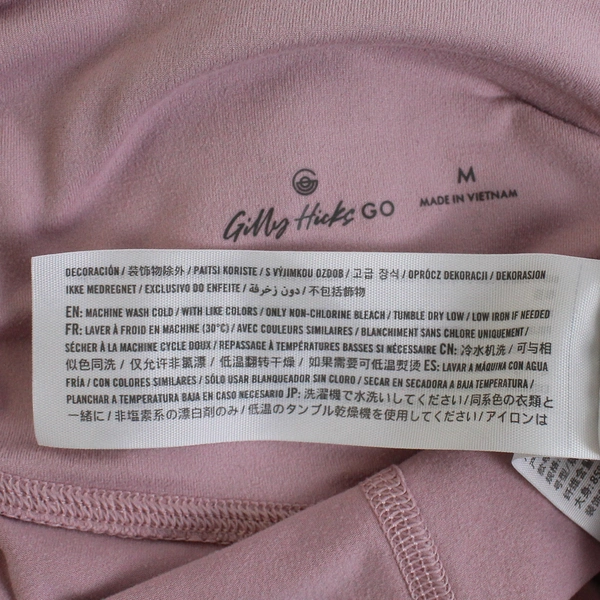 Gilly Hicks GO
M
MADE IN VIETNAM
DECORACIÓN / 装饰物除外 / PAITSI KORISTE / S VÝJIMKOU OZDOB / 고급 장식 / OPRÓCZ DEKORACJI / DEKORASION
IKKE MEDREGNET / EXCLUSIVO DO ENFEITE / دون زخرفة / 不包括飾物
EN: MACHINE WASH COLD / WITH LIKE COLORS / ONLY NON-CHLORINE BLEACH / TUMBLE DRY LOW / LOW IRON IF NEEDED
FR: LAVER À FROID EN MACHINE (30°C) / AVEC COULEURS SIMILAIRES / BLANCHIMENT SANS CHLORE UNIQUEMENT /
SÉCHER À LA MACHINE CYCLE DOUX / REPASSAGE À TEMPÉRATURES BASSES SI NÉCESSAIRE CN: 冷水机洗 / 可与相
似色同洗 / 仅允许非氯漂 / 低温翻转干燥 / 如果需要可低温熨烫 ES: LAVAR A MÁQUINA CON AGUA
FRÍA / CON COLORES SIMILARES / SÓLO USAR BLANQUEADOR SIN CLORO / SECAR EN SECADORA A BAJA TEMPERATURA /
PLANCHAR A TEMPERATURA BAJA EN CASO NECESARIO JP: 洗濯機で水洗いしてください/同系色の衣類と
一緒に / 非塩素系の漂白剤のみ / 低温のタンブル乾燥機を使用してください/アイロンは